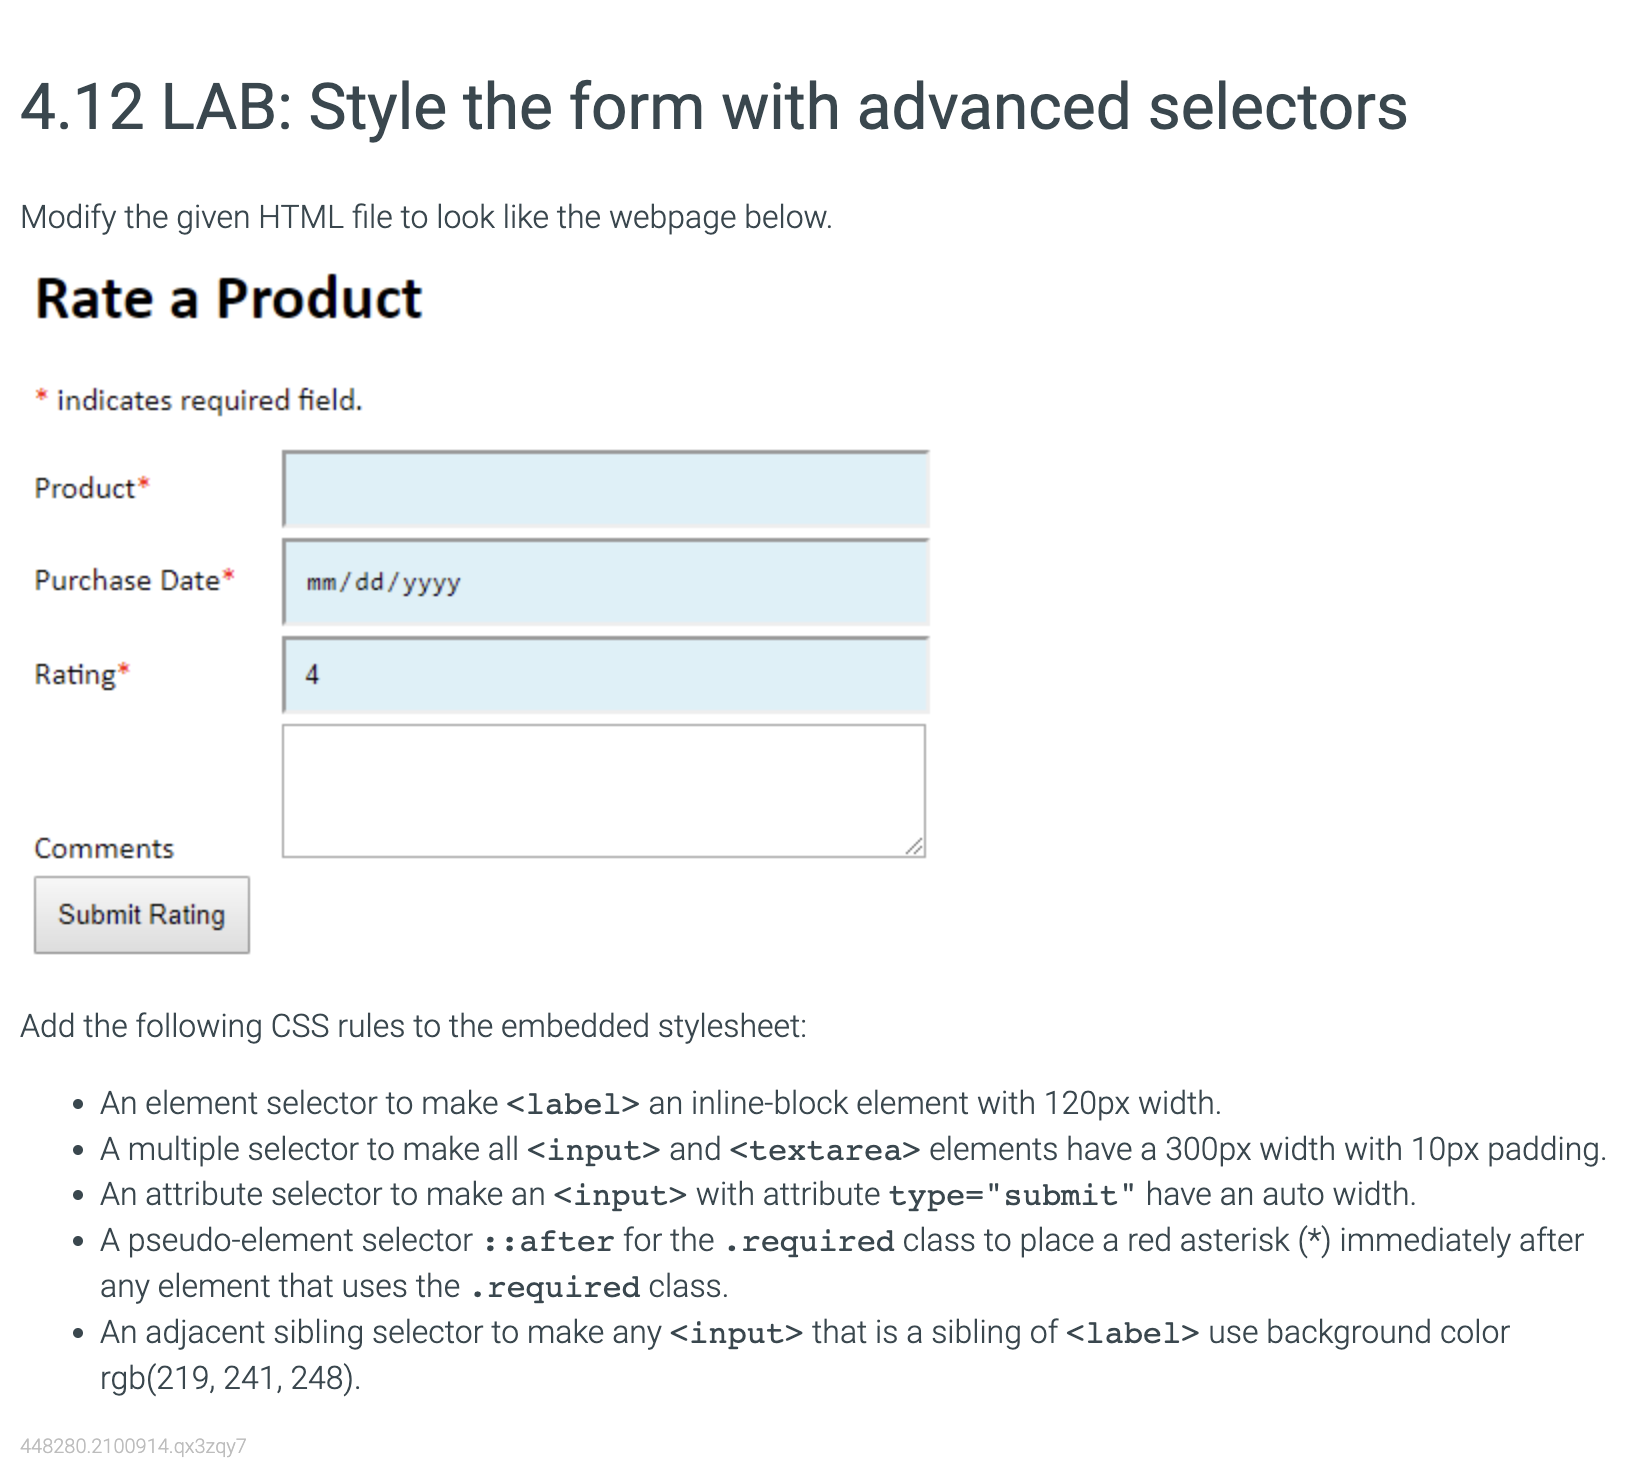 4.12 LAB: Style the form with advanced selectors
Modify the given HTML file to look like the webpage below.
Rate a Product
* indicates required field.
Product*
Purchase Date* mm/dd/yyyy
Rating* 4
Comments
Submit Rating
Add the following CSS rules to the embedded stylesheet:
• An element selector to make <label> an inline-block element with 120px width.
• A multiple selector to make all <input> and <textarea> elements have a 300px width with 10px padding.
• An attribute selector to make an <input> with attribute type="submit" have an auto width.
• A pseudo-element selector ::after for the .required class to place a red asterisk (*) immediately after
any element that uses the .required class.
• An adjacent sibling selector to make any <input> that is a sibling of <label> use background color
rgb(219, 241, 248).
448280.2100914.qx3zqy7